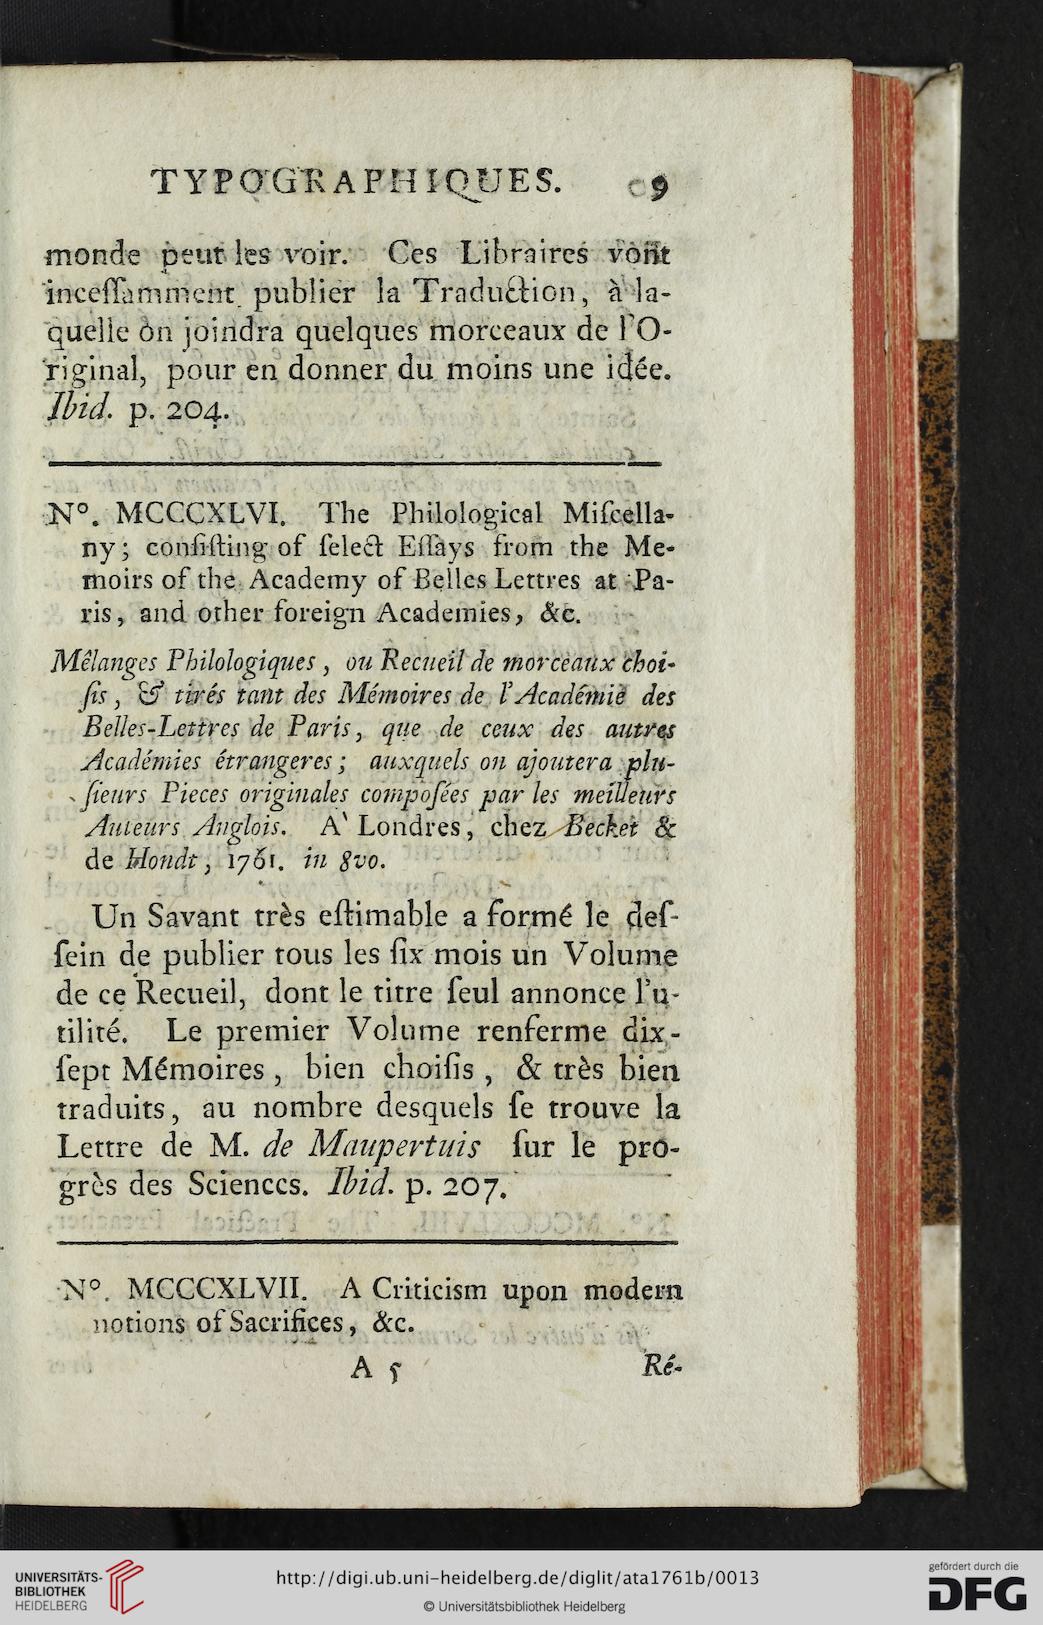 TYPOGRAPHIQUES. 9
monde peut les voir. Ces Libraires vont
inceſſamment publier la Traduction, à la-
quelle on joindra quelques morceaux de l'O-
riginal, pour en donner du moins une idée.
Ibid. p. 204.
N°. MCCCXLVI. The Philological Miſcella-
ny; conſiſting of ſelect Eſſays from the Me-
moirs of the Academy of Belles Lettres at Pa-
ris, and other foreign Academies, &c.
Mêlanges Philologiques, ou Recueil de morceaux choi-
ſis, & tirés tant des Mémoires de l'Académie des
Belles-Lettres de Paris, que de ceux des autres
Académies étrangeres; auxquels on ajoutera plu-
ſieurs Pieces originales compoſées par les meilleurs
Auteurs Anglois. A' Londres, chez Becket &
de Hondt, 1761. in 8vo.
Un Savant très eſtimable a formé le deſ-
ſein de publier tous les ſix mois un Volume
de ce Recueil, dont le titre ſeul annonce l'u-
tilité. Le premier Volume renferme dix-
ſept Mémoires, bien choiſis, & très bien
traduits, au nombre desquels ſe trouve la
Lettre de M. de Maupertuis ſur le pro-
grès des Sciences. Ibid. p. 207.
N°. MCCCXLVII. A Criticism upon modern
notions of Sacrifices, &c.
A 5 Ré-
UNIVERSITÄTS-
BIBLIOTHEK
HEIDELBERG
http://digi.ub.uni-heidelberg.de/diglit/ata1761b/0013
© Universitätsbibliothek Heidelberg
gefördert durch die
DFG